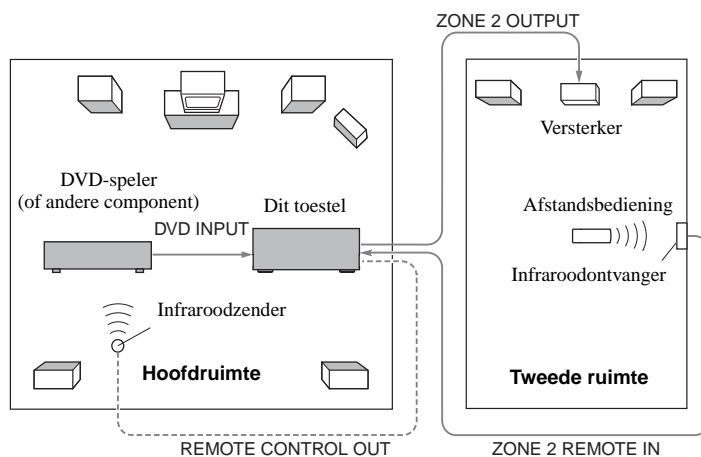 ZONE 2 OUTPUT
Versterker
DVD-speler
(of andere component)
Dit toestel
DVD INPUT
Afstandsbediening
Infraroodontvanger
Infraroodzender
Hoofdruimte
Tweede ruimte
REMOTE CONTROL OUT
ZONE 2 REMOTE IN